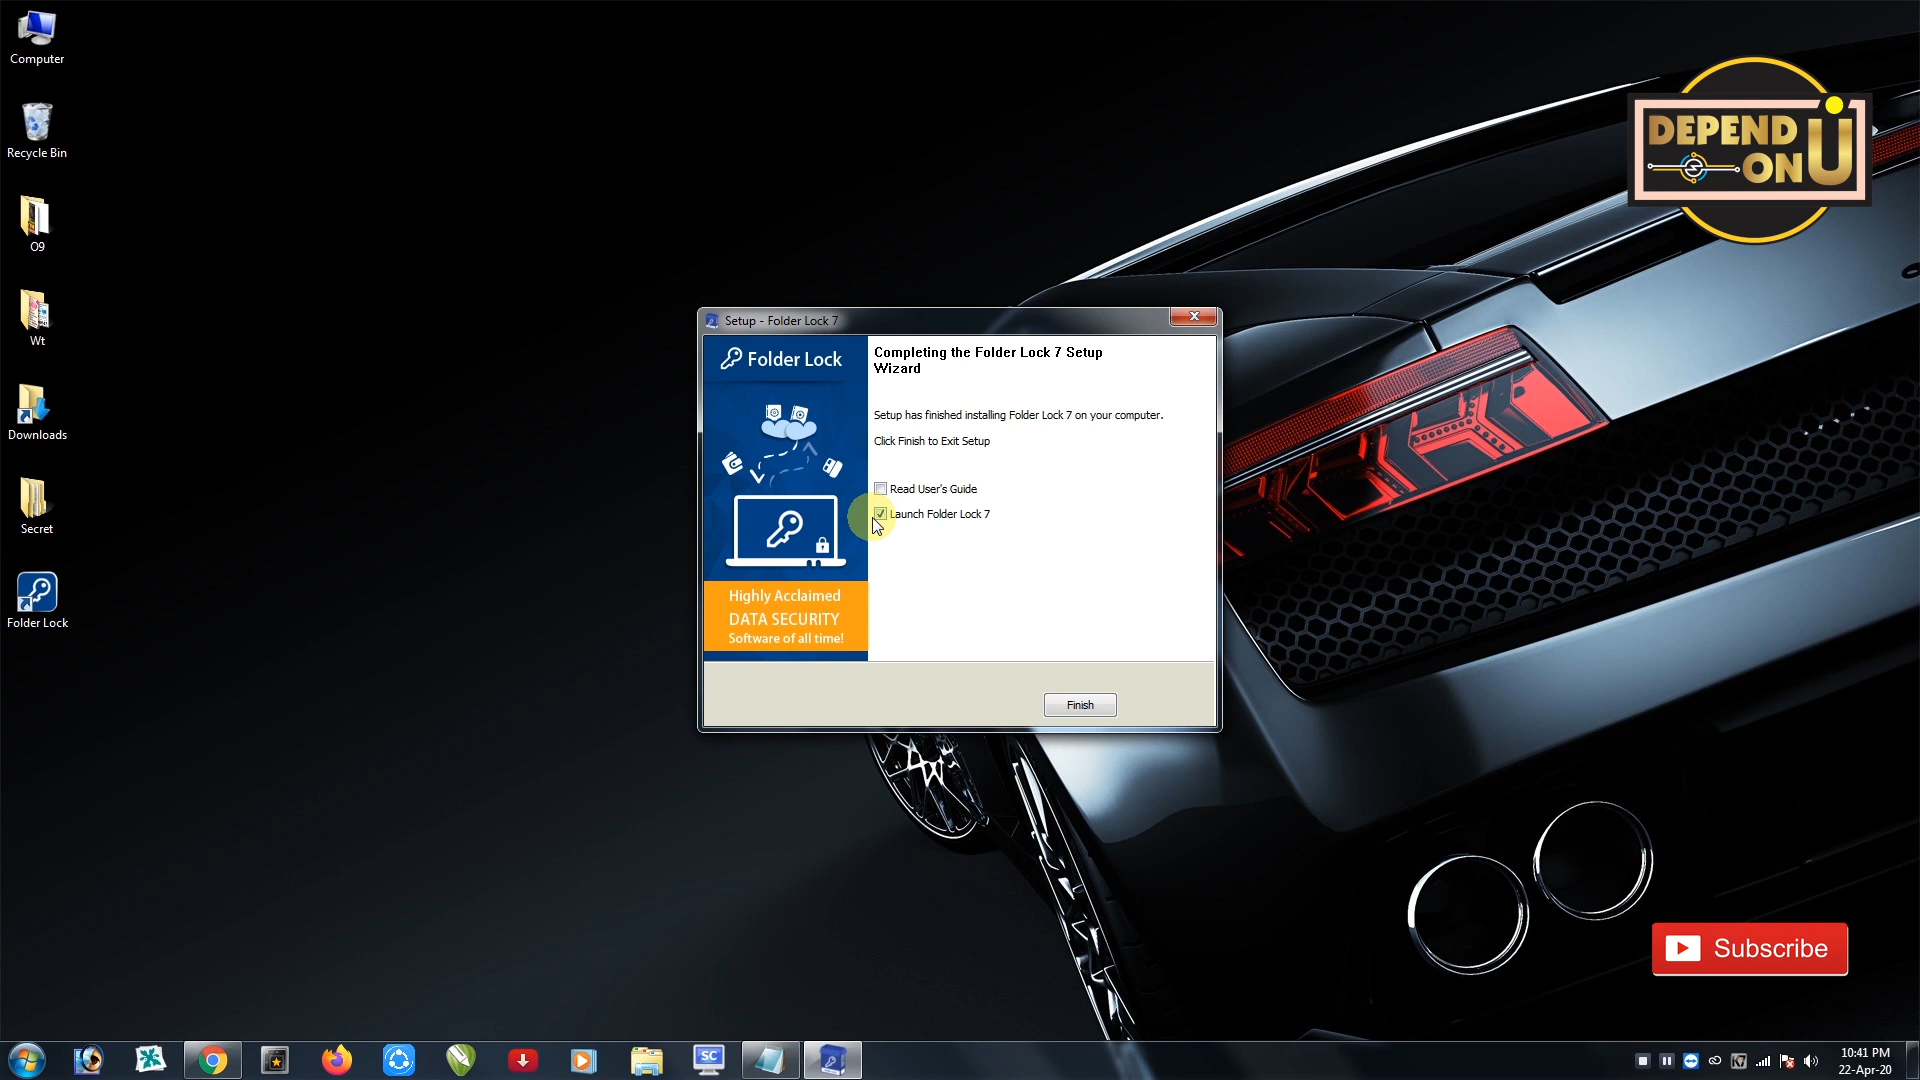 Computer
Recycle Bin
O9
Wt
Downloads
Secret
Folder Lock
DEPEND
ON U
Setup - Folder Lock 7
Folder Lock
Highly Acclaimed
DATA SECURITY
Software of all time!
Completing the Folder Lock 7 Setup
Wizard
Setup has finished installing Folder Lock 7 on your computer.
Click Finish to Exit Setup
Read User's Guide
Launch Folder Lock 7
Finish
Subscribe
SC
10:41 PM
22-Apr-20